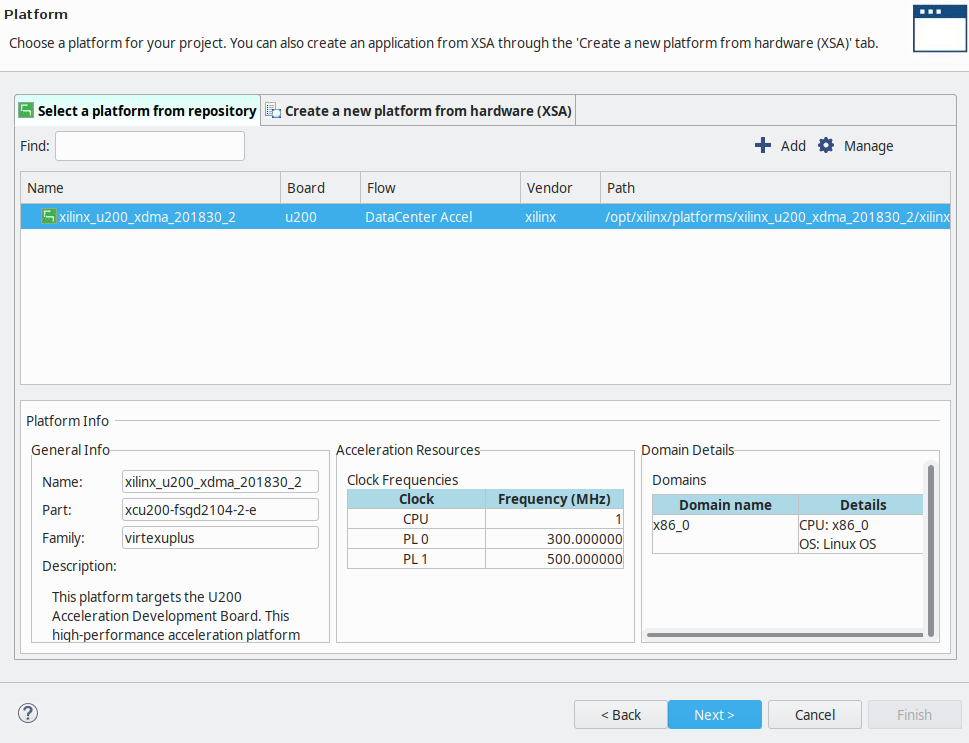 Platform
Choose a platform for your project. You can also create an application from XSA through the 'Create a new platform from hardware (XSA)' tab.
Select a platform from repository Create a new platform from hardware (XSA)
Find: Add Manage
Name Board Flow Vendor Path
xilinx_u200_xdma_201830_2 u200 DataCenter Accel xilinx /opt/xilinx/platforms/xilinx_u200_xdma_201830_2/xilinx
Platform Info
General Info
Name: xilinx_u200_xdma_201830_2
Part: xcu200-fsgd2104-2-e
Family: virtexuplus
Description:
This platform targets the U200
Acceleration Development Board. This
high-performance acceleration platform
Acceleration Resources
Clock Frequencies
Clock Frequency (MHz)
CPU 1
PL 0 300.000000
PL 1 500.000000
Domain Details
Domains
Domain name Details
x86_0 CPU: x86_0
OS: Linux OS
? < Back Next > Cancel Finish